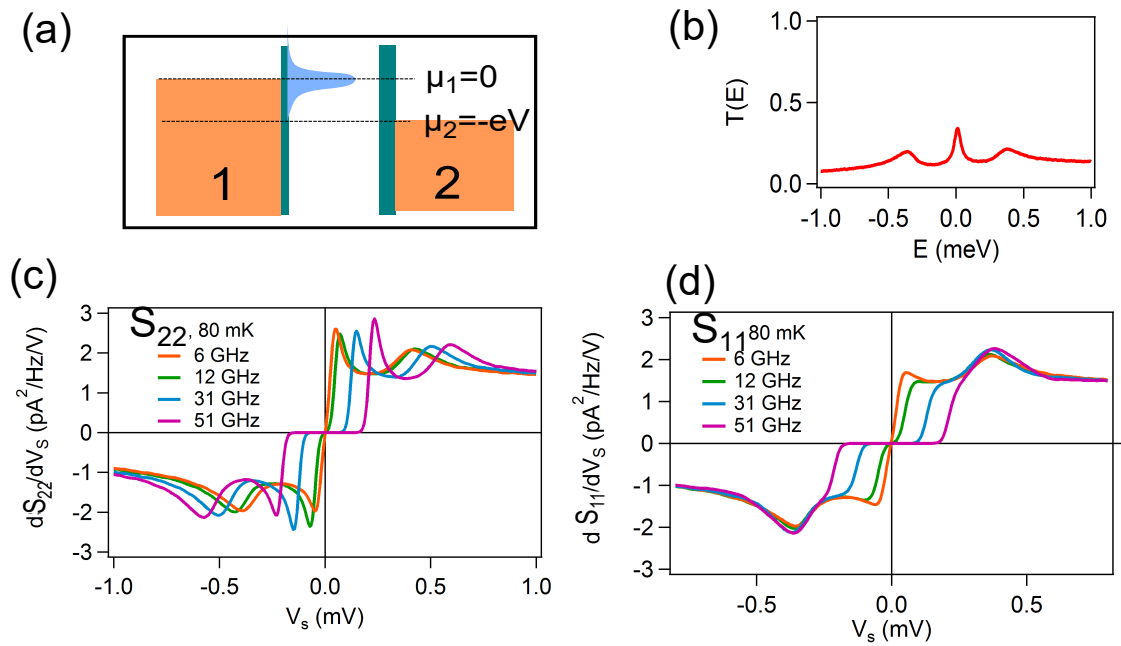 (a)
μ1=0
μ2=-eV
1
2
(b)
1.0
0.5
0.0
T(E)
-1.0
-0.5
0.0
0.5
1.0
E (meV)
(c)
S22, 80 mK
6 GHz
12 GHz
31 GHz
51 GHz
3
2
1
0
-1
-2
-3
dS22/dVS (pA²/Hz/V)
-1.0
-0.5
0.0
0.5
1.0
Vs (mV)
(d)
S11 80 mK
6 GHz
12 GHz
31 GHz
51 GHz
3
2
1
0
-1
-2
-3
d S11/dVS (pA²/Hz/V)
-0.5
0.0
0.5
Vs (mV)